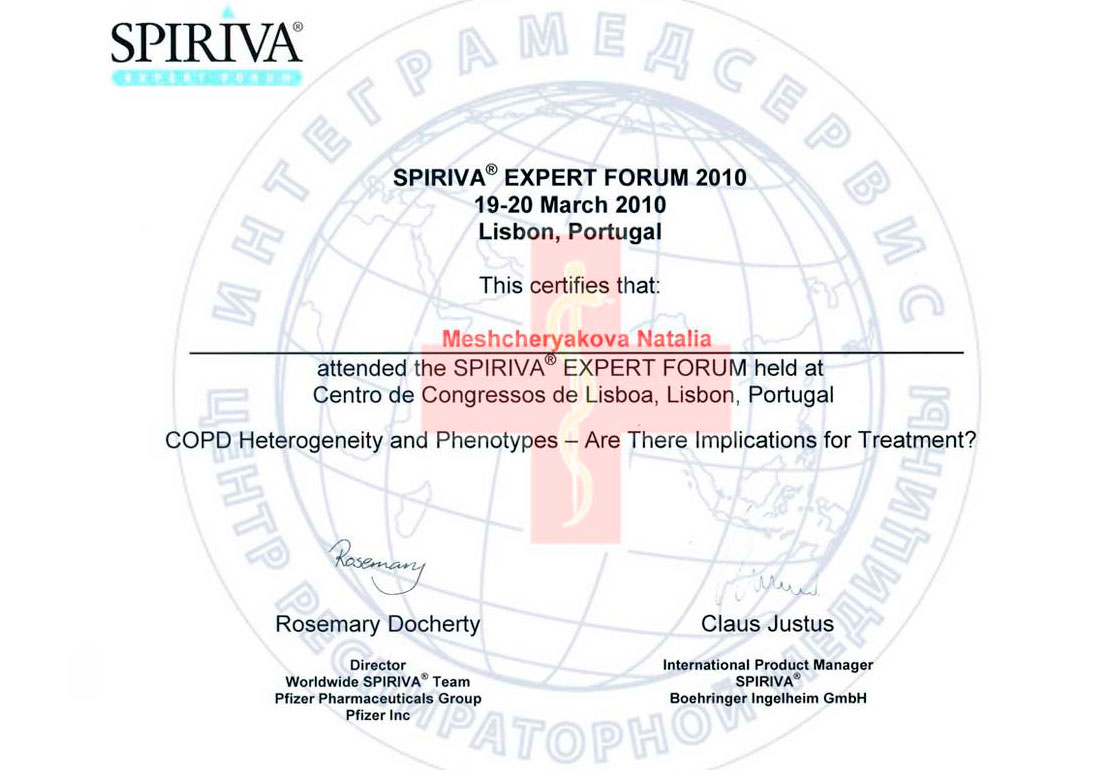 SPIRIVA®
EXPERT FORUM
ИНТЕГРАМЕДСЕРВИС
ЦЕНТР РЕСПИРАТОРНОЙ МЕДИЦИНЫ
SPIRIVA® EXPERT FORUM 2010
19-20 March 2010
Lisbon, Portugal
This certifies that:
Meshcheryakova Natalia
attended the SPIRIVA® EXPERT FORUM held at
Centro de Congressos de Lisboa, Lisbon, Portugal
COPD Heterogeneity and Phenotypes – Are There Implications for Treatment?
Rosemary
Rosemary Docherty
Director
Worldwide SPIRIVA® Team
Pfizer Pharmaceuticals Group
Pfizer Inc
Claus Justus
International Product Manager
SPIRIVA®
Boehringer Ingelheim GmbH